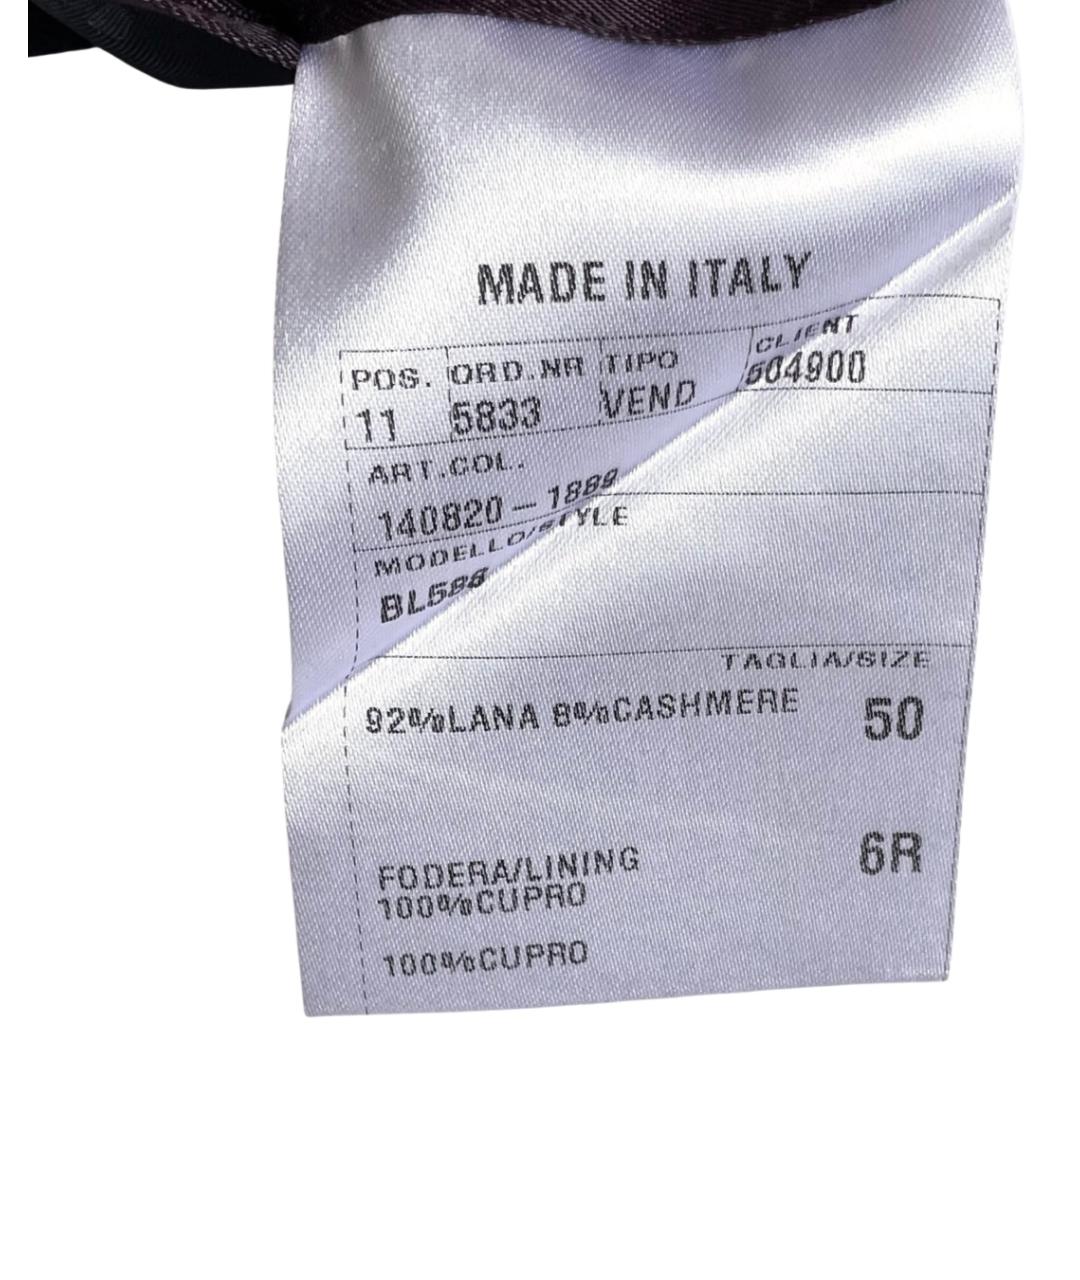 MADE IN ITALY
POS. ORD.NR TIPO CLIENT
11 5833 VEND 504900
ART.COL.
140820-1889
MODELLO/STYLE
TAGLIA/SIZE
92%LANA 8%CASHMERE 50
6R
FODERA/LINING
100%CUPRO
100%CUPRO